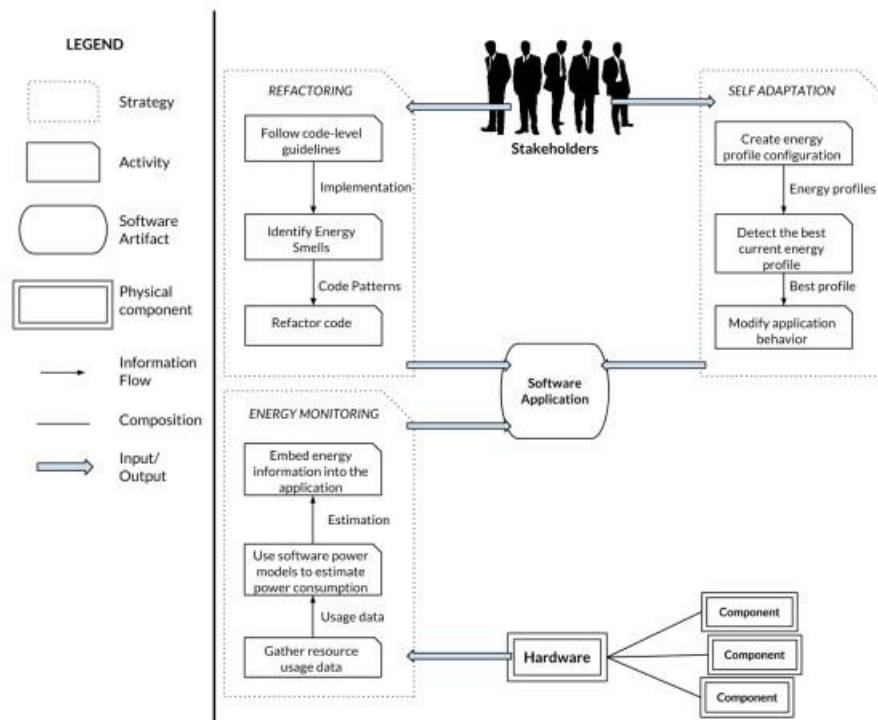 LEGEND
Strategy
Activity
Software
Artifact
Physical
component
Information
Flow
Composition
Input/
Output
REFACTORING
Follow code-level
guidelines
Implementation
Identify Energy
Smells
Code Patterns
Refactor code
Stakeholders
SELF ADAPTATION
Create energy
profile configuration
Energy profiles
Detect the best
current energy
profile
Best profile
Modify application
behavior
Software
Application
ENERGY MONITORING
Embed energy
information into the
application
Estimation
Use software power
models to estimate
power consumption
Usage data
Gather resource
usage data
Hardware
Component
Component
Component